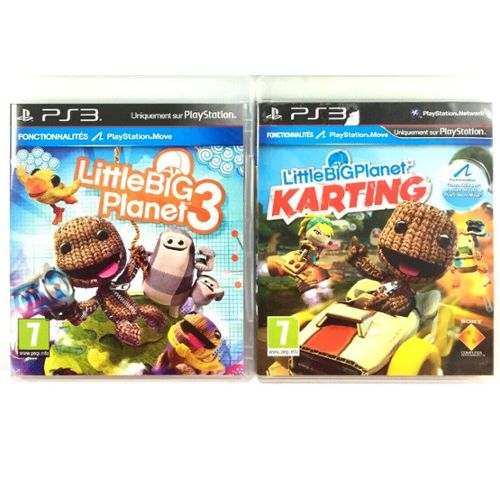 PS3
Uniquement sur PlayStation®
FONCTIONNALITÉS PlayStation®Move
LittleBIG
Planet 3
7
www.pegi.info
PS3
PlayStation®Network
FONCTIONNALITÉS PlayStation®Move Uniquement sur PlayStation®
LittleBIGPlanet™
KARTING
7
www.pegi.info
SONY